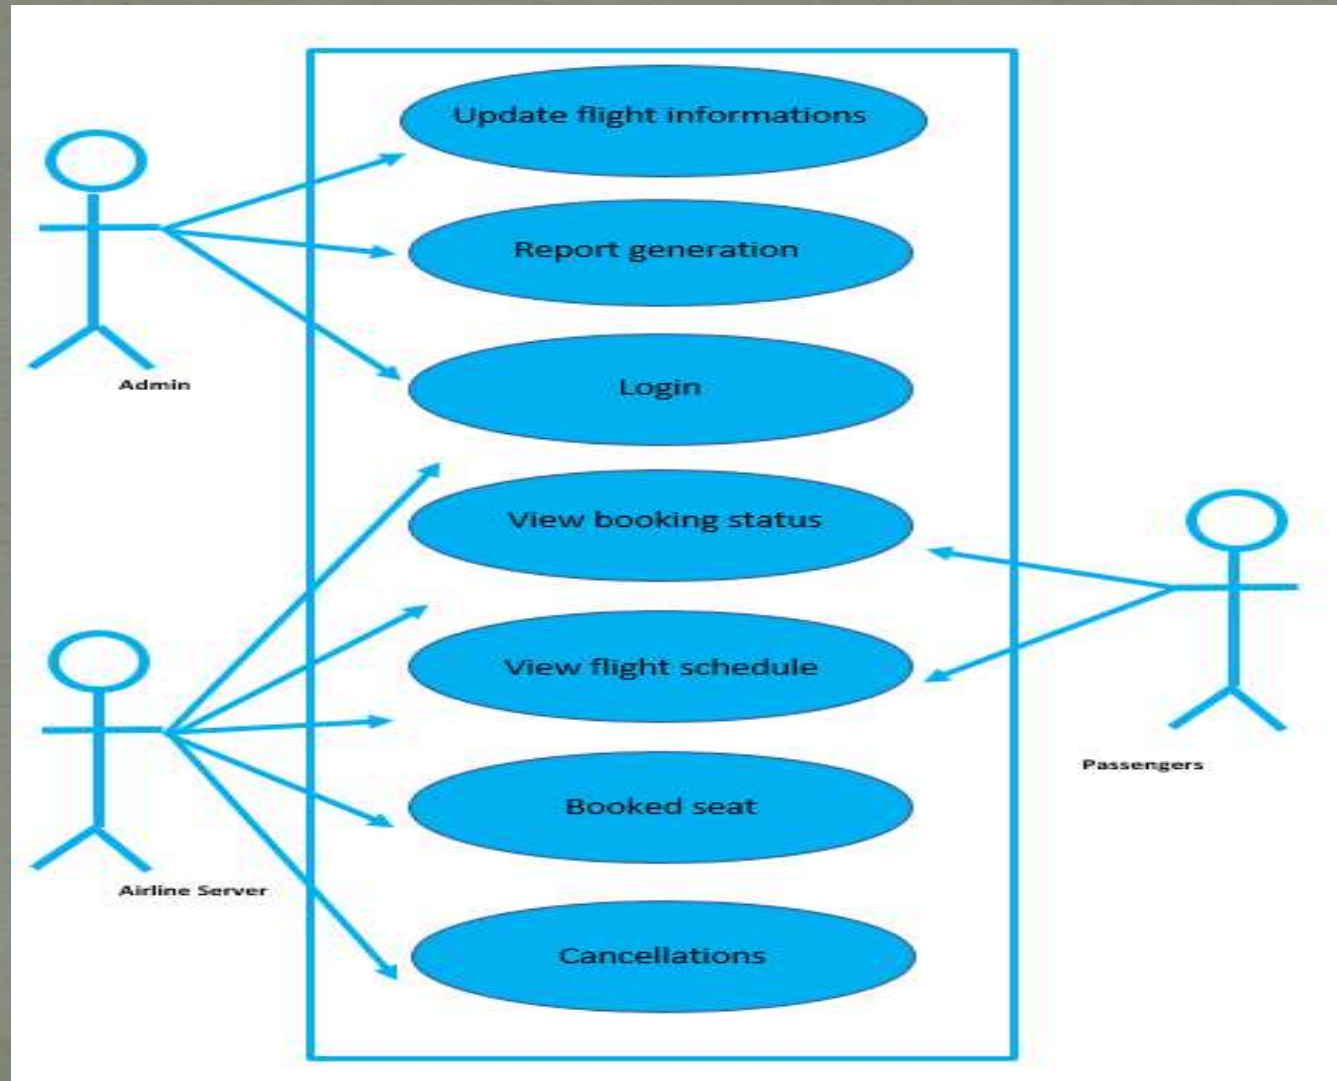 Update flight informations
Report generation
Login
Admin
View booking status
View flight schedule
Passengers
Booked seat
Airline Server
Cancellations